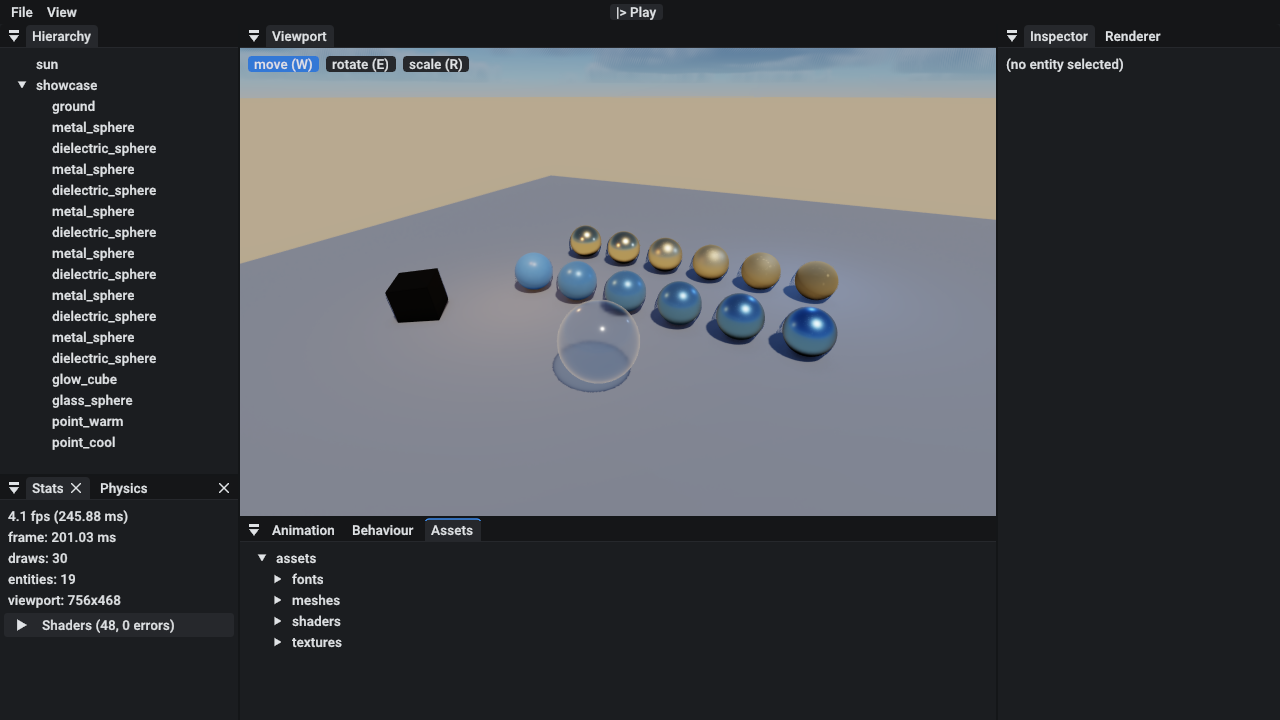 File View
|> Play
Hierarchy
sun
showcase
ground
metal_sphere
dielectric_sphere
metal_sphere
dielectric_sphere
metal_sphere
dielectric_sphere
metal_sphere
dielectric_sphere
metal_sphere
dielectric_sphere
metal_sphere
dielectric_sphere
glow_cube
glass_sphere
point_warm
point_cool
Stats Physics
4.1 fps (245.88 ms)
frame: 201.03 ms
draws: 30
entities: 19
viewport: 756x468
Shaders (48, 0 errors)
Viewport
move (W) rotate (E) scale (R)
Animation Behaviour Assets
assets
fonts
meshes
shaders
textures
Inspector Renderer
(no entity selected)